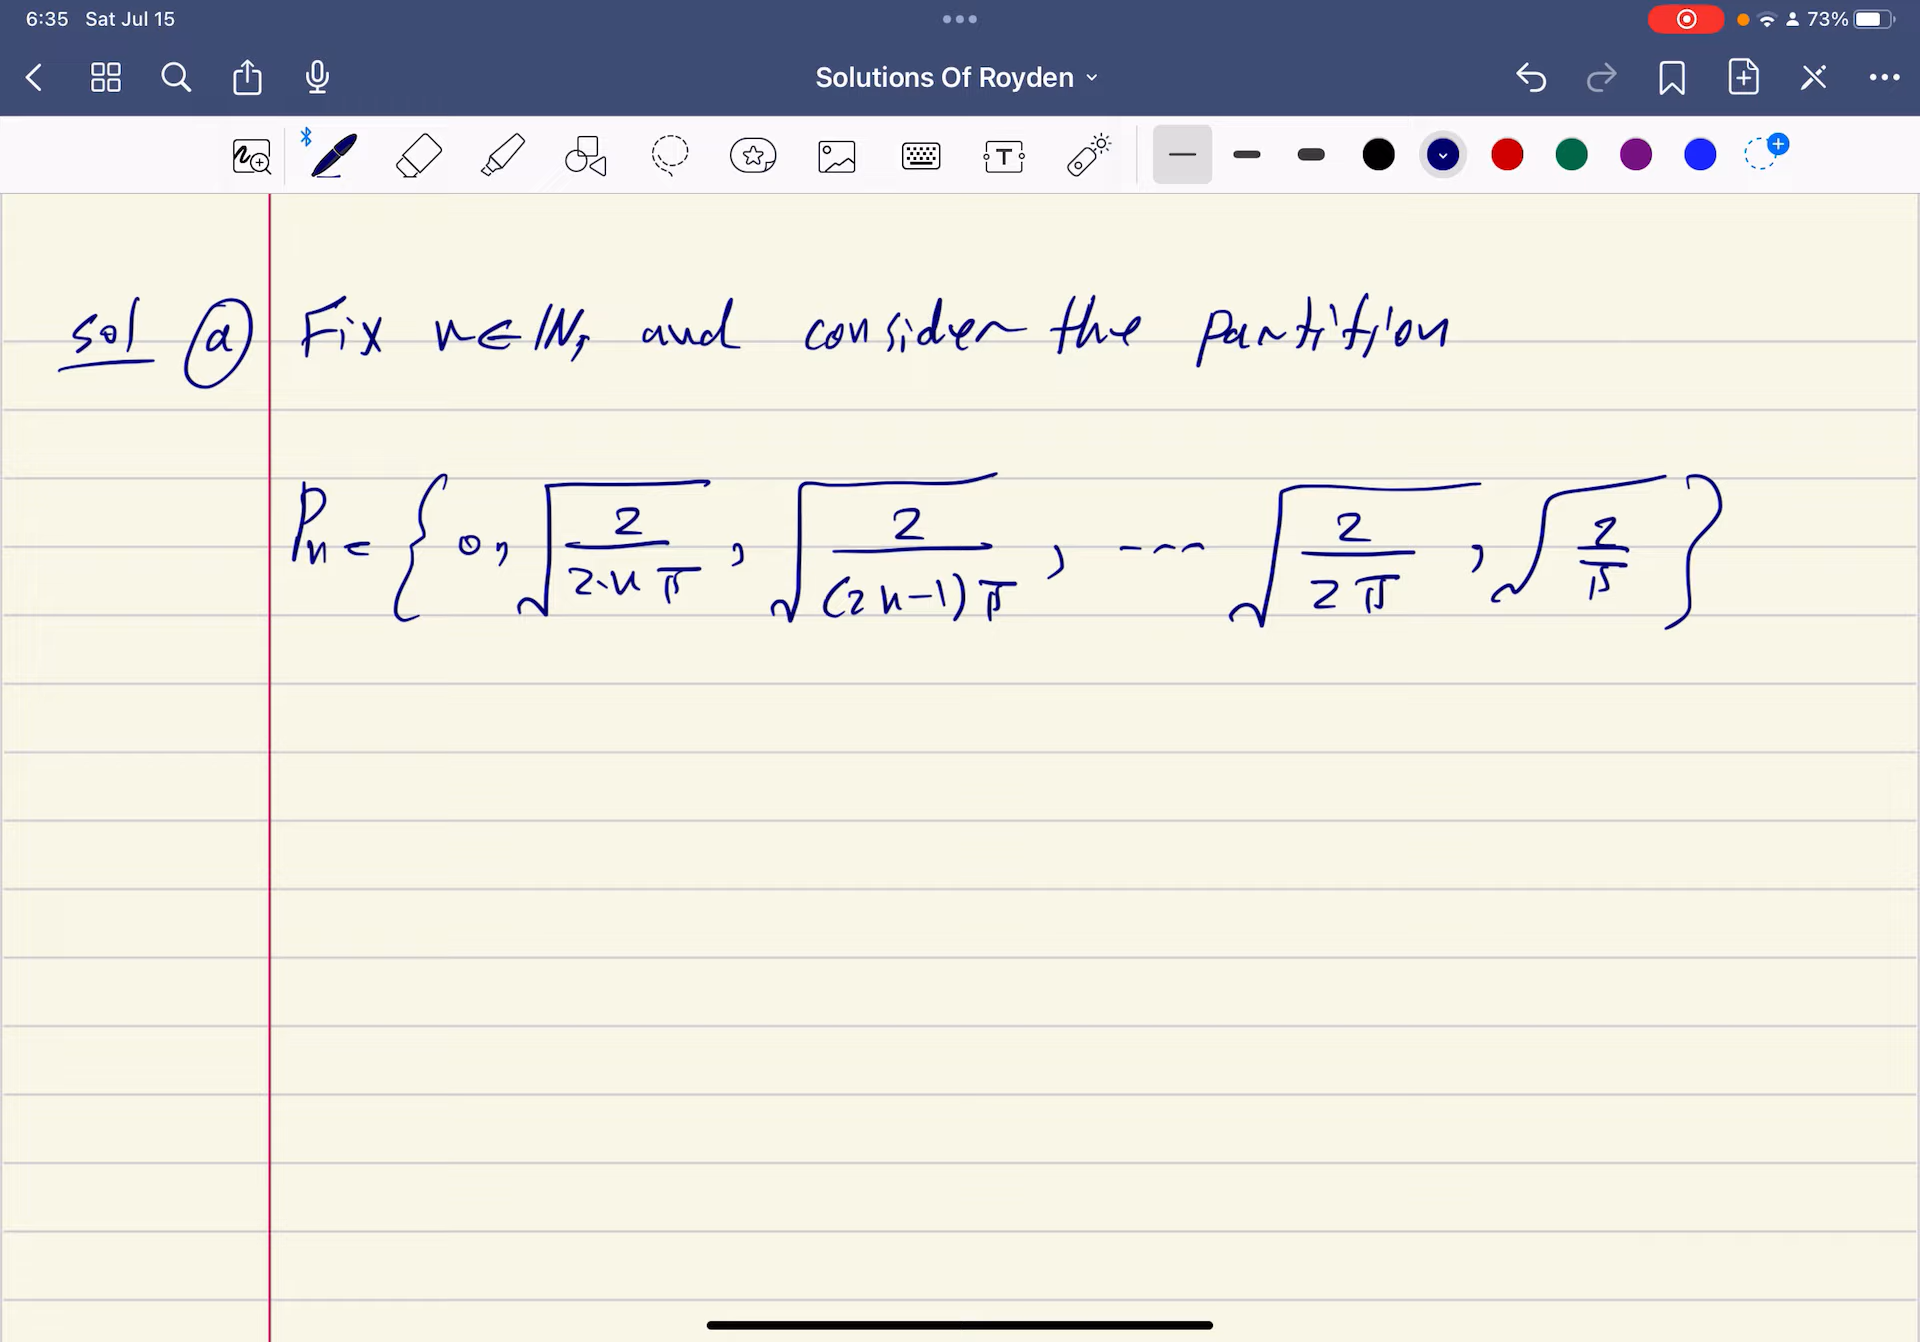 6:35 Sat Jul 15 73%
Solutions Of Royden
sol (a) Fix n ∈ ℕ, and consider the partition
Pn = { 0, √(2/(2·n π)), √(2/((2n-1)π)), ---- √(2/(2π)), √(2/π) }